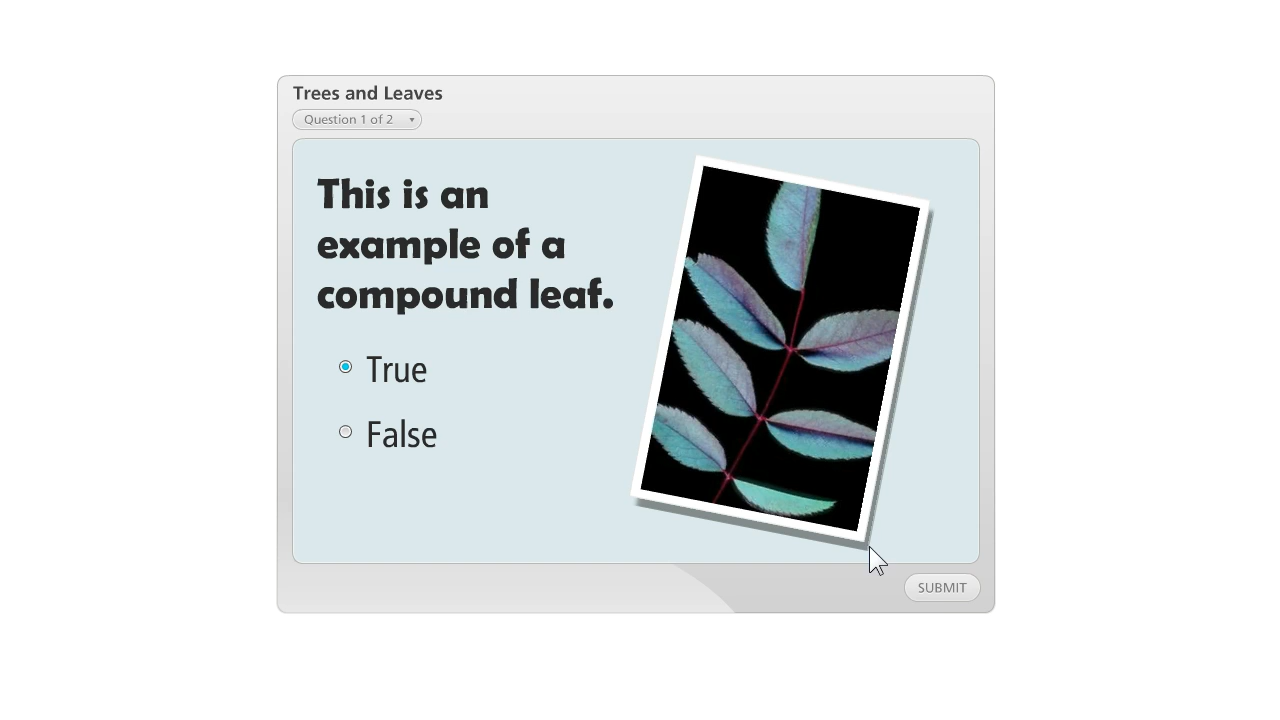 Trees and Leaves
Question 1 of 2
This is an
example of a
compound leaf.
True
False
SUBMIT